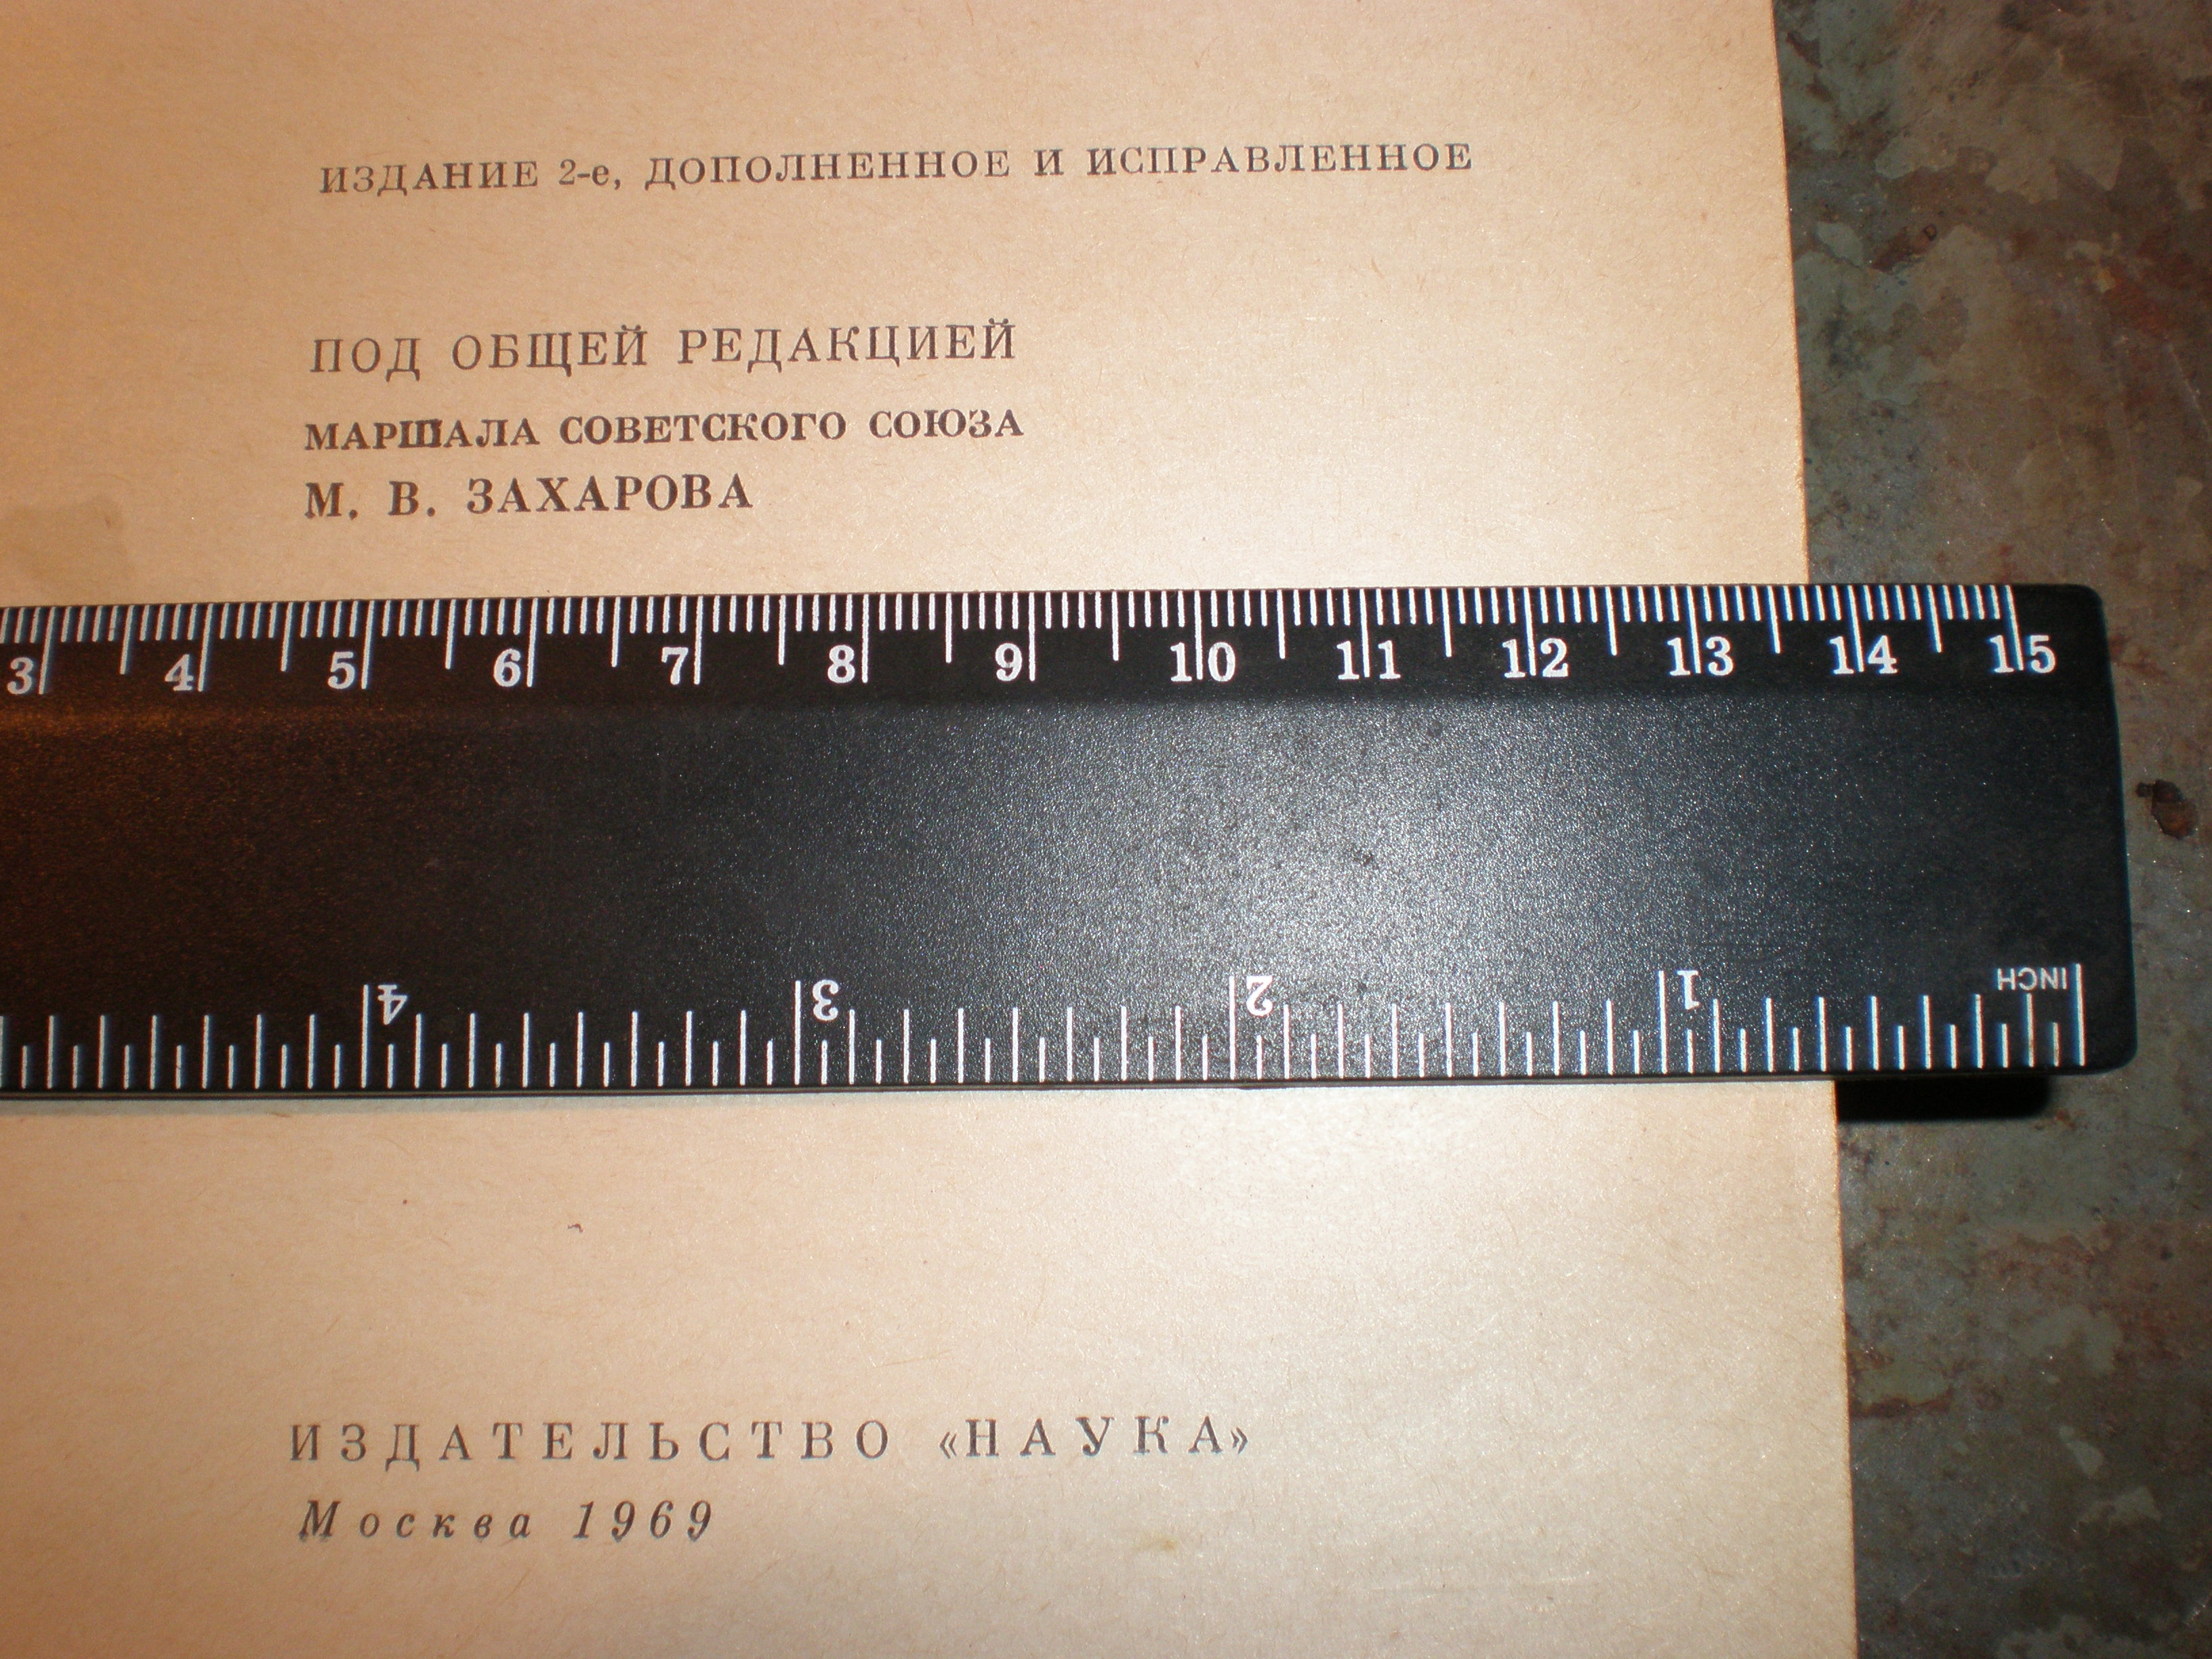 ИЗДАНИЕ 2-е, ДОПОЛНЕННОЕ И ИСПРАВЛЕННОЕ
ПОД ОБЩЕЙ РЕДАКЦИЕЙ
МАРШАЛА СОВЕТСКОГО СОЮЗА
М. В. ЗАХАРОВА
3 4 5 6 7 8 9 10 11 12 13 14 15
4 3 2 1 INCH
ИЗДАТЕЛЬСТВО «НАУКА»
Москва 1969